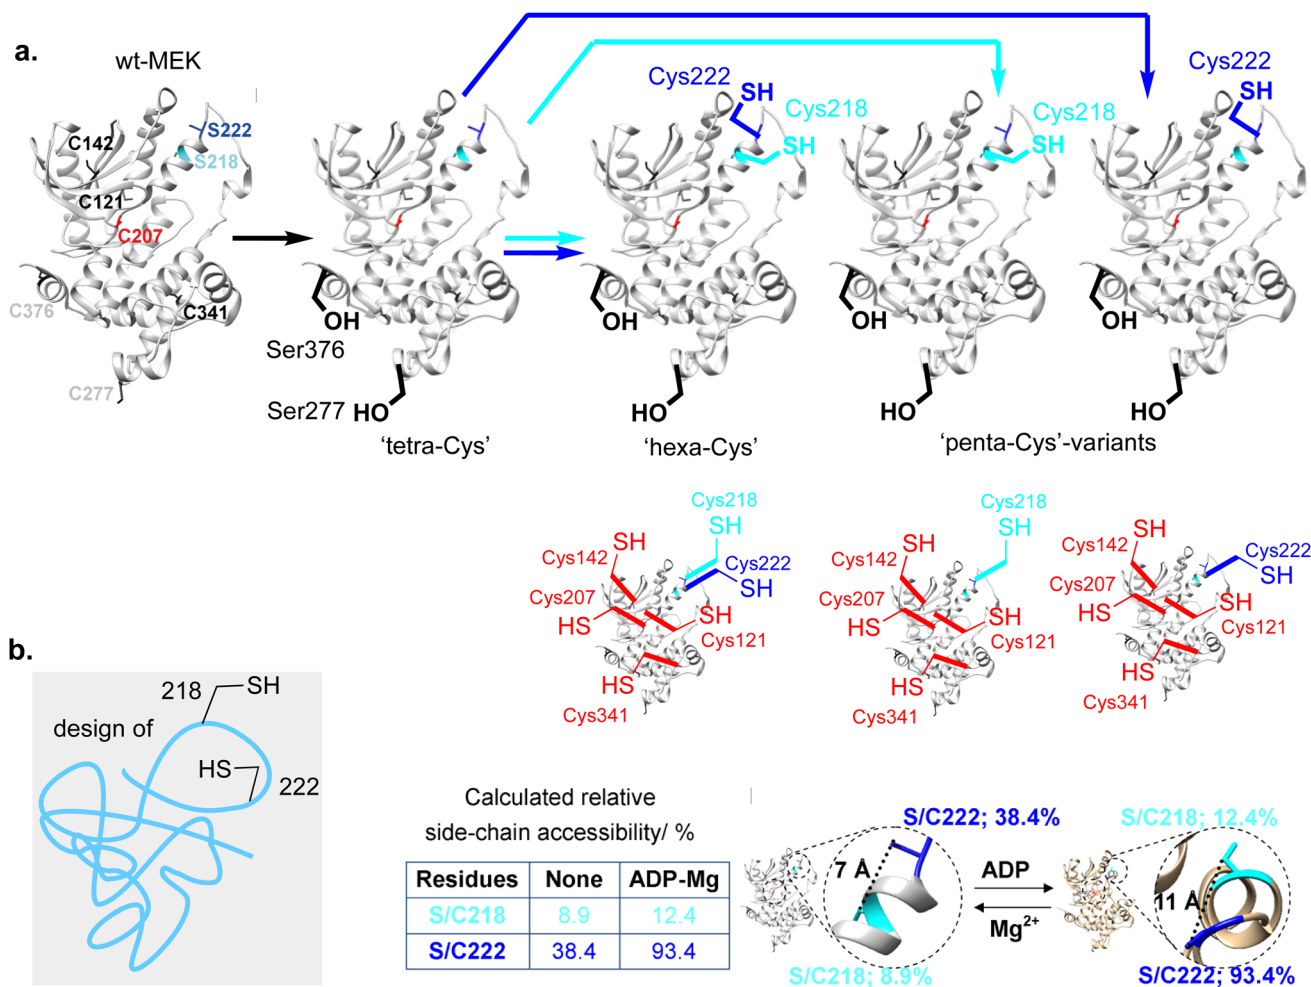 a.
wt-MEK
C142
S222
S218
C121
C207
C376
C341
C277
OH
Ser376
Ser277 HO
'tetra-Cys'
Cys222
SH
Cys218
SH
OH
HO
'hexa-Cys'
Cys218
SH
OH
HO
'penta-Cys'-variants
Cys222
SH
OH
HO
Cys218
SH
SH
Cys142
Cys222
SH
Cys207
HS
SH
Cys121
HS
Cys341
Cys218
SH
SH
Cys142
Cys207
HS
SH
Cys121
HS
Cys341
SH
Cys142
Cys222
SH
Cys207
HS
SH
Cys121
HS
Cys341
b.
218
SH
design of
HS
222
Calculated relative
side-chain accessibility/ %
Residues None ADP-Mg
S/C218 8.9 12.4
S/C222 38.4 93.4
S/C222; 38.4%
7 Å
S/C218; 8.9%
ADP
Mg2+
S/C218; 12.4%
11 Å
S/C222; 93.4%